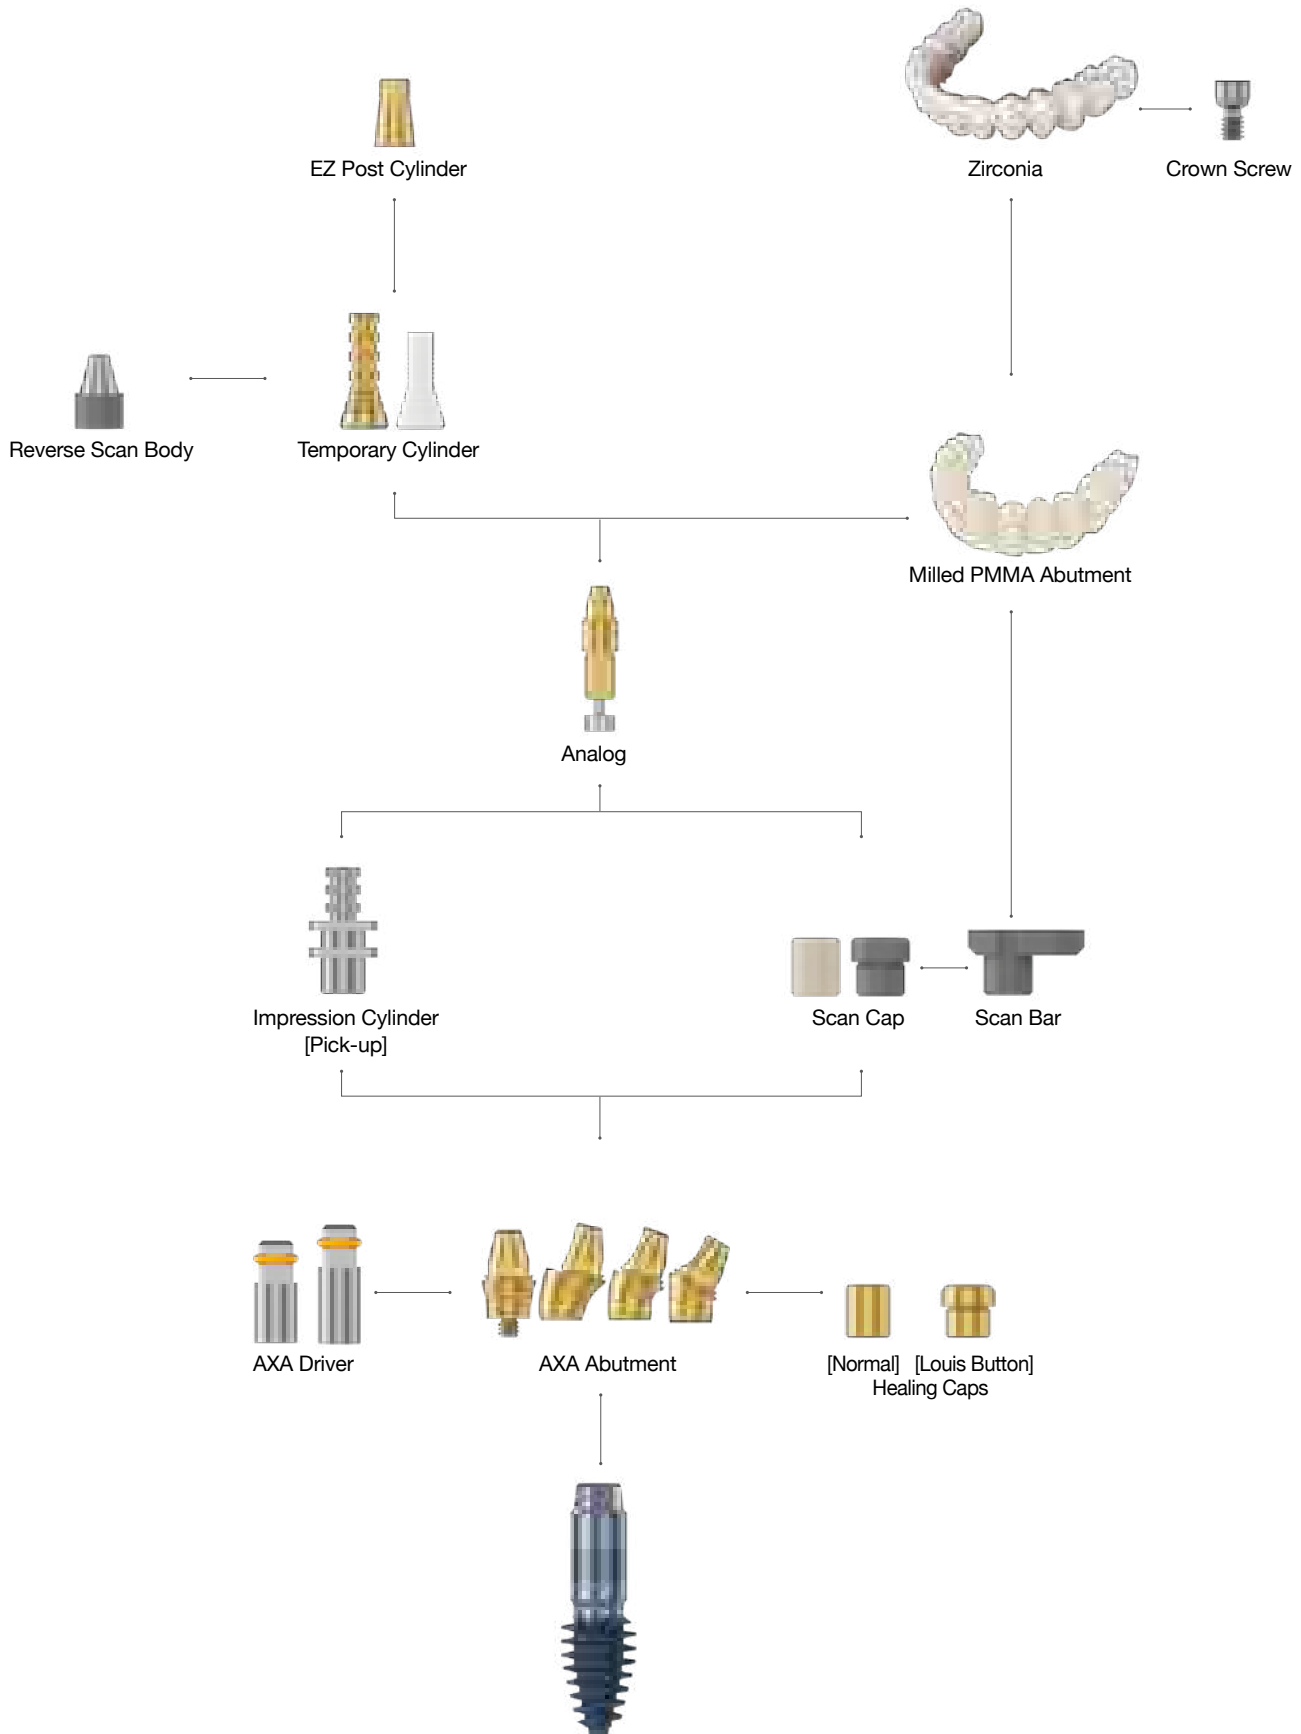 EZ Post Cylinder
Zirconia
Crown Screw
Reverse Scan Body
Temporary Cylinder
Milled PMMA Abutment
Analog
Impression Cylinder
[Pick-up]
Scan Cap
Scan Bar
AXA Driver
AXA Abutment
[Normal] [Louis Button]
Healing Caps